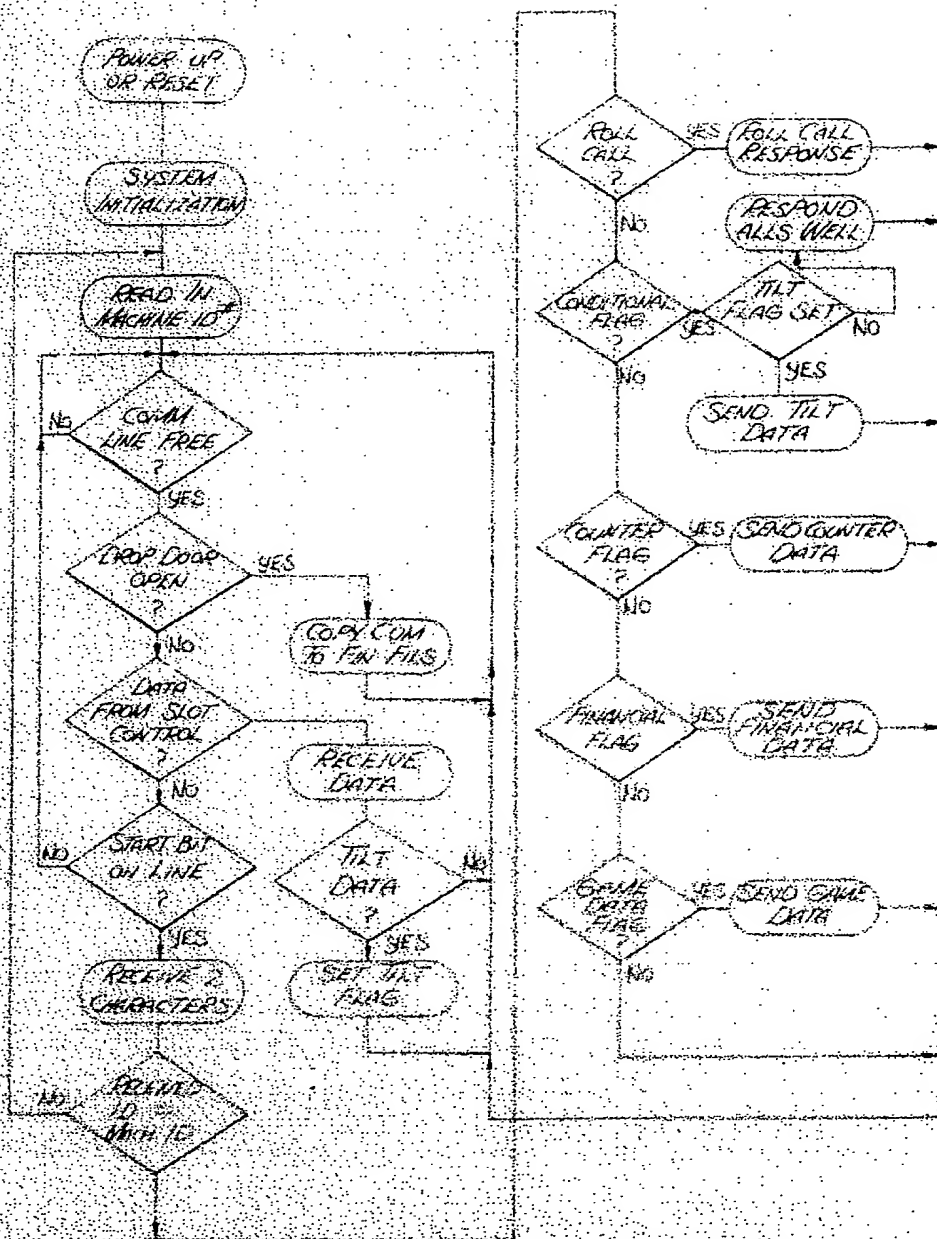 POWER UP
OR RESET
SYSTEM
INITIALIZATION
READ IN
MACHINE ID#
COMM
LINE FREE
?
NO
YES
DROP DOOR
OPEN
?
YES
NO
COPY COM
TO FIN FILS
DATA
FROM SLOT
CONTROL
?
NO
RECEIVE
DATA
START BIT
ON LINE
?
NO
YES
TILT
DATA
?
NO
YES
RECEIVE 2
CHARACTERS
SET TILT
FLAG
ID =
MACH ID
NO
ROLL
CALL
?
YES
NO
ROLL CALL
RESPONSE
RESPOND
ALLS WELL
CONDITIONAL
FLAG
?
YES
NO
TILT
FLAG SET
NO
YES
SEND TILT
DATA
COUNTER
FLAG
?
YES
NO
SEND COUNTER
DATA
FINANCIAL
FLAG
YES
NO
SEND
FINANCIAL
DATA
GAME
DATA
FLAG
?
YES
NO
SEND GAME
DATA